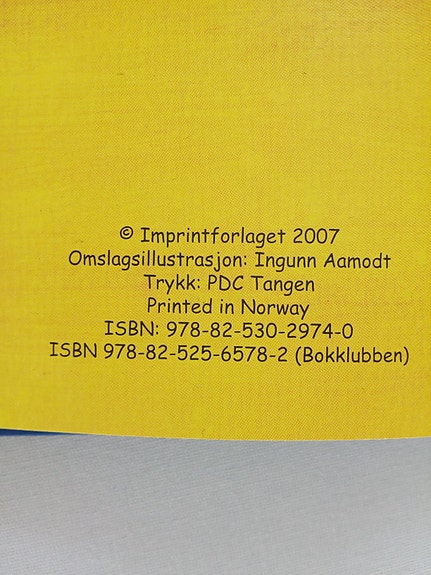 © Imprintforlaget 2007
Omslagsillustrasjon: Ingunn Aamodt
Trykk: PDC Tangen
Printed in Norway
ISBN: 978-82-530-2974-0
ISBN 978-82-525-6578-2 (Bokklubben)